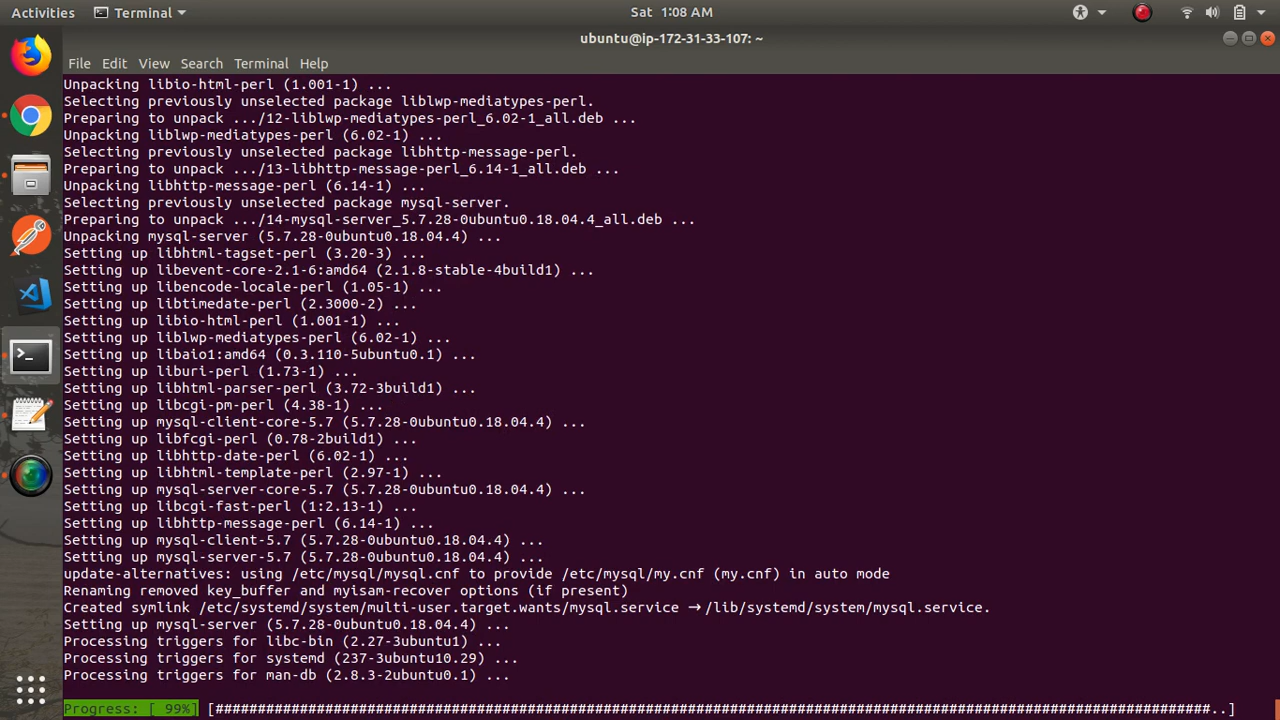 Activities Terminal Sat 1:08 AM
ubuntu@ip-172-31-33-107: ~
File Edit View Search Terminal Help
Unpacking libio-html-perl (1.001-1) ...
Selecting previously unselected package liblwp-mediatypes-perl.
Preparing to unpack .../12-liblwp-mediatypes-perl_6.02-1_all.deb ...
Unpacking liblwp-mediatypes-perl (6.02-1) ...
Selecting previously unselected package libhttp-message-perl.
Preparing to unpack .../13-libhttp-message-perl_6.14-1_all.deb ...
Unpacking libhttp-message-perl (6.14-1) ...
Selecting previously unselected package mysql-server.
Preparing to unpack .../14-mysql-server_5.7.28-0ubuntu0.18.04.4_all.deb ...
Unpacking mysql-server (5.7.28-0ubuntu0.18.04.4) ...
Setting up libhtml-tagset-perl (3.20-3) ...
Setting up libevent-core-2.1-6:amd64 (2.1.8-stable-4build1) ...
Setting up libencode-locale-perl (1.05-1) ...
Setting up libtimedate-perl (2.3000-2) ...
Setting up libio-html-perl (1.001-1) ...
Setting up liblwp-mediatypes-perl (6.02-1) ...
Setting up libaio1:amd64 (0.3.110-5ubuntu0.1) ...
Setting up liburi-perl (1.73-1) ...
Setting up libhtml-parser-perl (3.72-3build1) ...
Setting up libcgi-pm-perl (4.38-1) ...
Setting up mysql-client-core-5.7 (5.7.28-0ubuntu0.18.04.4) ...
Setting up libfcgi-perl (0.78-2build1) ...
Setting up libhttp-date-perl (6.02-1) ...
Setting up libhtml-template-perl (2.97-1) ...
Setting up mysql-server-core-5.7 (5.7.28-0ubuntu0.18.04.4) ...
Setting up libcgi-fast-perl (1:2.13-1) ...
Setting up libhttp-message-perl (6.14-1) ...
Setting up mysql-client-5.7 (5.7.28-0ubuntu0.18.04.4) ...
Setting up mysql-server-5.7 (5.7.28-0ubuntu0.18.04.4) ...
update-alternatives: using /etc/mysql/mysql.cnf to provide /etc/mysql/my.cnf (my.cnf) in auto mode
Renaming removed key_buffer and myisam-recover options (if present)
Created symlink /etc/systemd/system/multi-user.target.wants/mysql.service → /lib/systemd/system/mysql.service.
Setting up mysql-server (5.7.28-0ubuntu0.18.04.4) ...
Processing triggers for libc-bin (2.27-3ubuntu1) ...
Processing triggers for systemd (237-3ubuntu10.29) ...
Processing triggers for man-db (2.8.3-2ubuntu0.1) ...
Progress: [ 99%] [######################################################################################################################..]